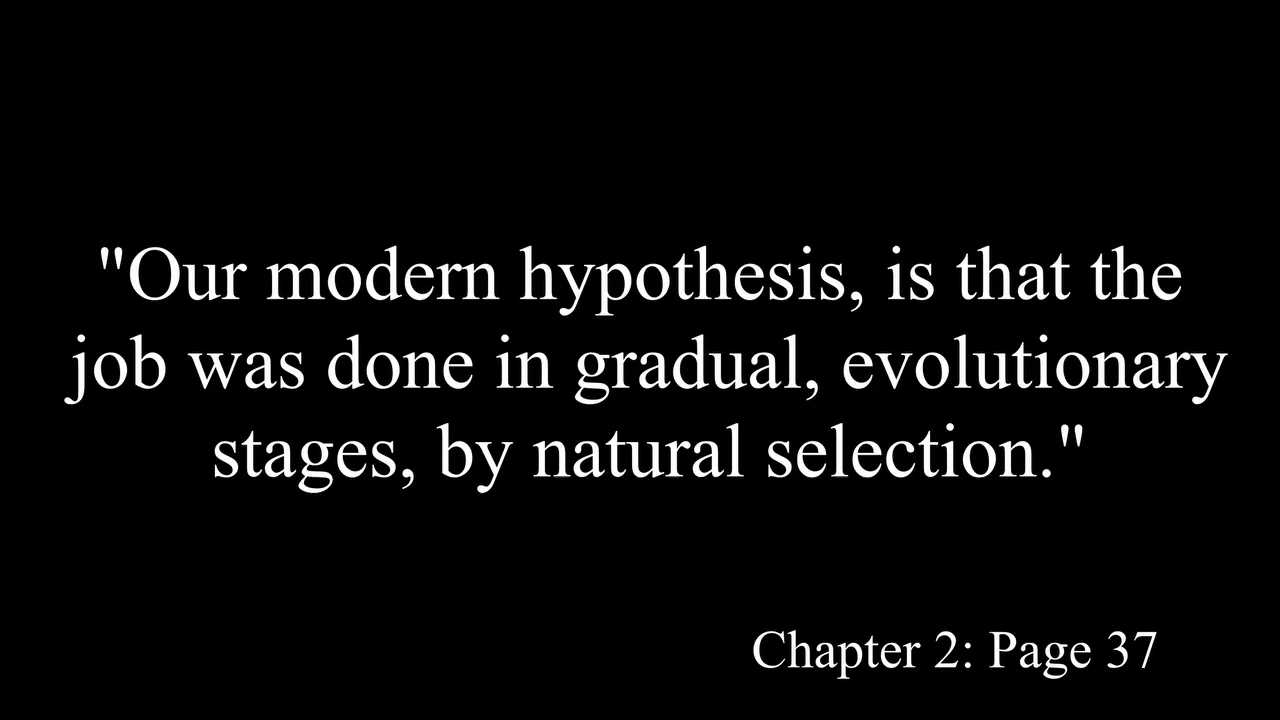 "Our modern hypothesis, is that the
job was done in gradual, evolutionary
stages, by natural selection."
Chapter 2: Page 37